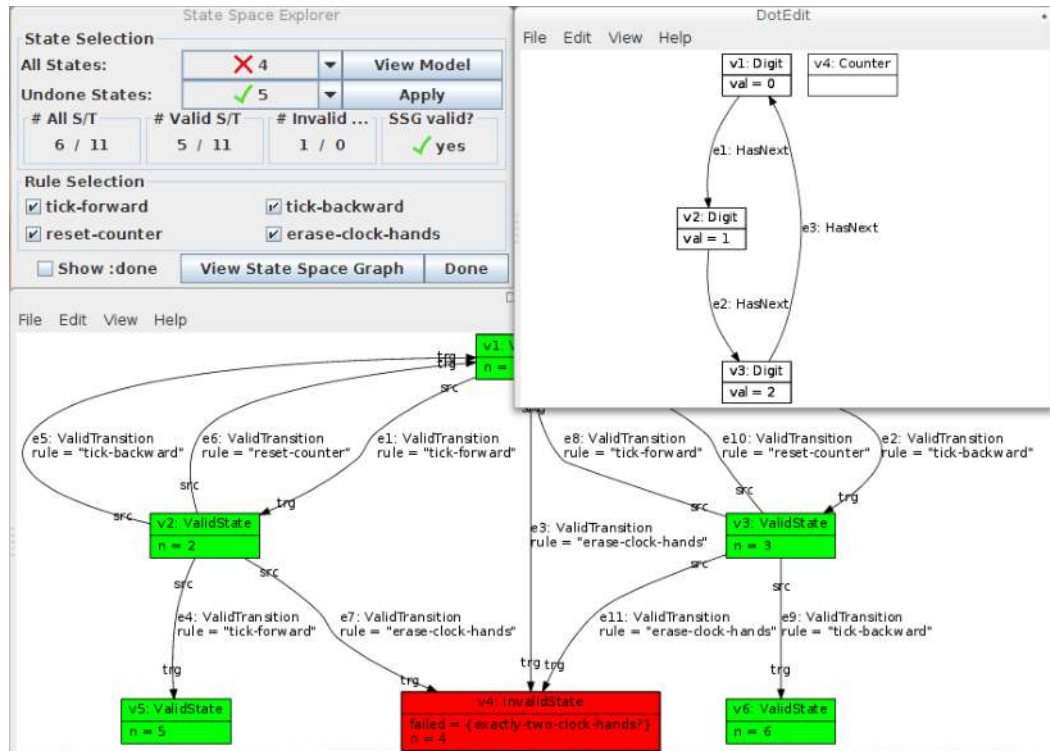 State Space Explorer
State Selection
All States:
4
View Model
Undone States:
5
Apply
# All S/T
# Valid S/T
# Invalid ...
SSG valid?
6 / 11
5 / 11
1 / 0
yes
Rule Selection
tick-forward
tick-backward
reset-counter
erase-clock-hands
Show :done
View State Space Graph
Done
DotEdit
File Edit View Help
v1: Digit
val = 0
v4: Counter
e1: HasNext
v2: Digit
val = 1
e3: HasNext
e2: HasNext
v3: Digit
val = 2
File Edit View Help
v1:
n =
trg
trg
src
e5: ValidTransition
rule = "tick-backward"
e6: ValidTransition
rule = "reset-counter"
e1: ValidTransition
rule = "tick-forward"
e8: ValidTransition
rule = "tick-forward"
e10: ValidTransition
rule = "reset-counter"
e2: ValidTransition
rule = "tick-backward"
src
src
trg
src
src
trg
v2: ValidState
n = 2
e3: ValidTransition
rule = "erase-clock-hands"
v3: ValidState
n = 3
src
src
src
src
e4: ValidTransition
rule = "tick-forward"
e7: ValidTransition
rule = "erase-clock-hands"
e11: ValidTransition
rule = "erase-clock-hands"
e9: ValidTransition
rule = "tick-backward"
trg
trg
trg
trg
trg
v5: ValidState
n = 5
v4: InvalidState
failed = {exactly-two-clock-hands?}
n = 4
v6: ValidState
n = 6